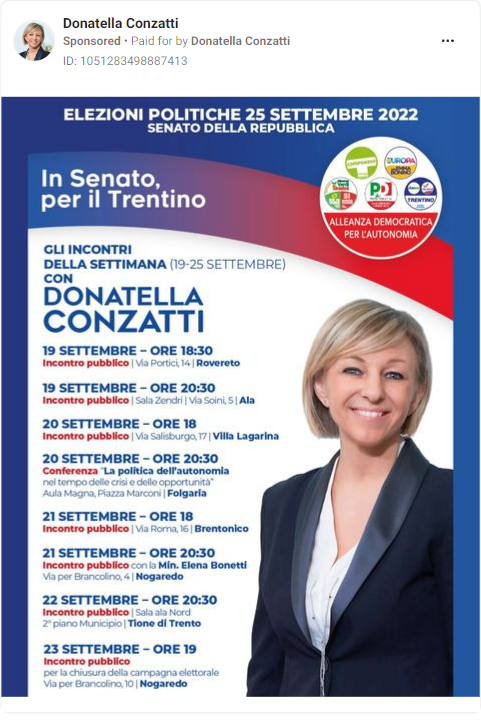 Donatella Conzatti
Sponsored • Paid for by Donatella Conzatti
ID: 1051283498887413
ELEZIONI POLITICHE 25 SETTEMBRE 2022
SENATO DELLA REPUBBLICA
In Senato,
per il Trentino
EUROPA
EMMA
BONINO
PD
TRENTINO
ALLEANZA DEMOCRATICA
PER L'AUTONOMIA
GLI INCONTRI
DELLA SETTIMANA (19-25 SETTEMBRE)
CON
DONATELLA
CONZATTI
19 SETTEMBRE – ORE 18:30
Incontro pubblico | Via Portici, 14 | Rovereto
19 SETTEMBRE – ORE 20:30
Incontro pubblico | Sala Zendri | Via Soini, 5 | Ala
20 SETTEMBRE – ORE 18
Incontro pubblico | Via Salisburgo, 17 | Villa Lagarina
20 SETTEMBRE – ORE 20:30
Conferenza "La politica dell'autonomia
nel tempo delle crisi e delle opportunità"
Aula Magna, Piazza Marconi | Folgaria
21 SETTEMBRE – ORE 18
Incontro pubblico | Via Roma, 16 | Brentonico
21 SETTEMBRE – ORE 20:30
Incontro pubblico con la Min. Elena Bonetti
Via per Brancolino, 4 | Nogaredo
22 SETTEMBRE – ORE 20:30
Incontro pubblico | Sala ala Nord
2° piano Municipio | Tione di Trento
23 SETTEMBRE – ORE 19
Incontro pubblico
per la chiusura della campagna elettorale
Via per Brancolino, 10 | Nogaredo